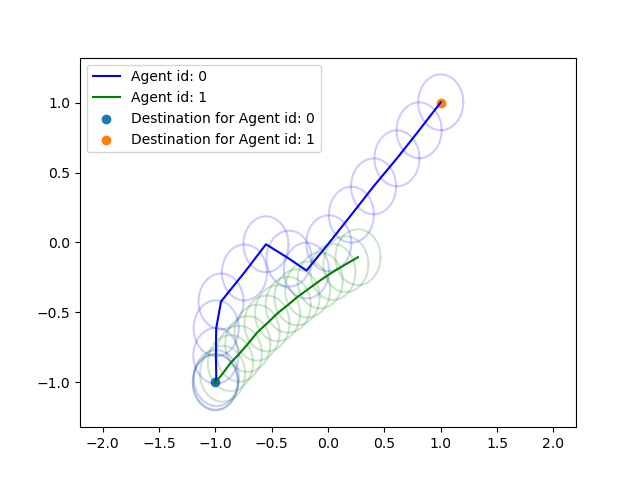 Agent id: 0
Agent id: 1
Destination for Agent id: 0
Destination for Agent id: 1
1.0
0.5
0.0
−0.5
−1.0
−2.0 −1.5 −1.0 −0.5 0.0 0.5 1.0 1.5 2.0